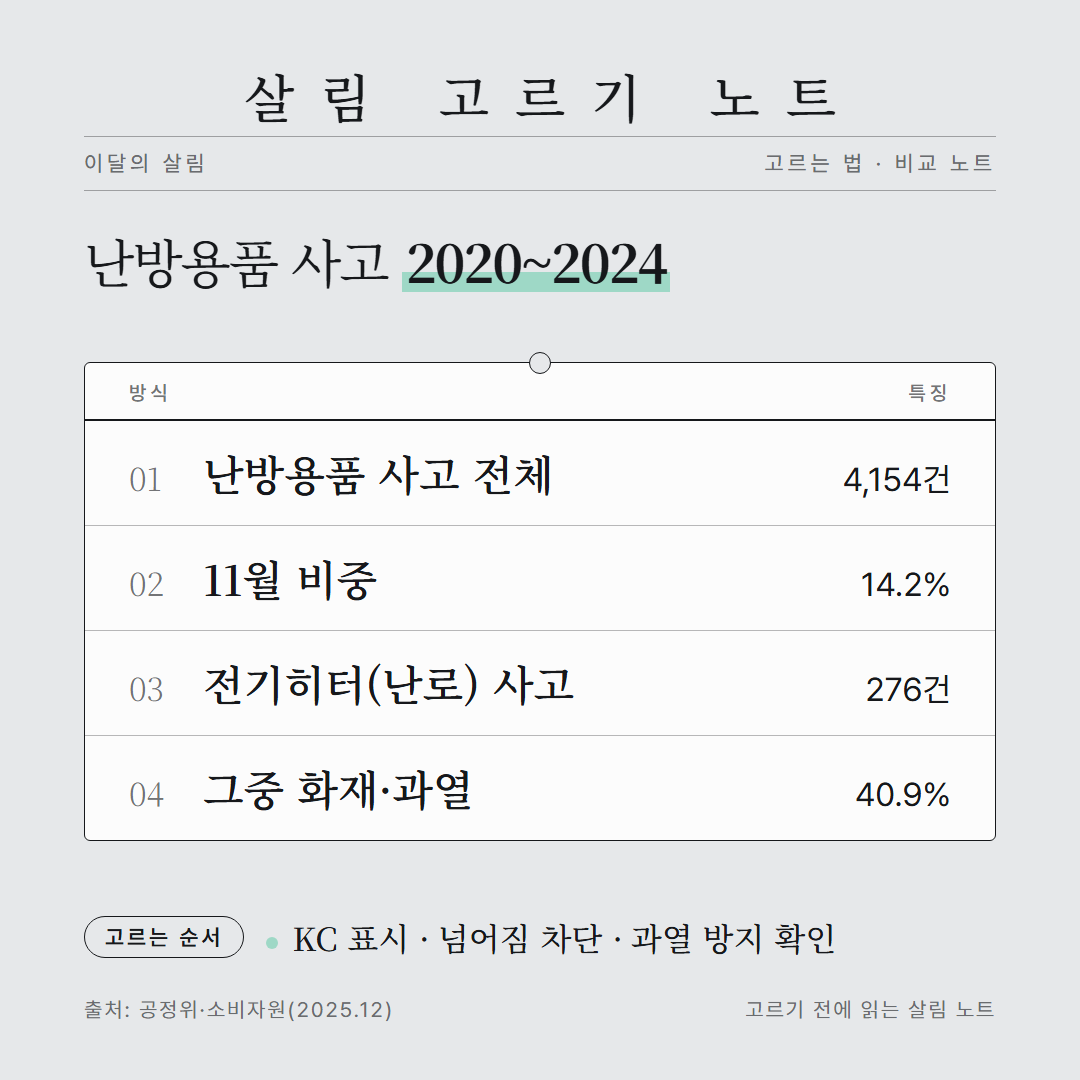 살림 고르기 노트
이달의 살림
고르는 법 · 비교 노트
난방용품 사고 2020~2024
방식 특징
01 난방용품 사고 전체 4,154건
02 11월 비중 14.2%
03 전기히터(난로) 사고 276건
04 그중 화재·과열 40.9%
고르는 순서 KC 표시 · 넘어짐 차단 · 과열 방지 확인
출처: 공정위·소비자원(2025.12)
고르기 전에 읽는 살림 노트